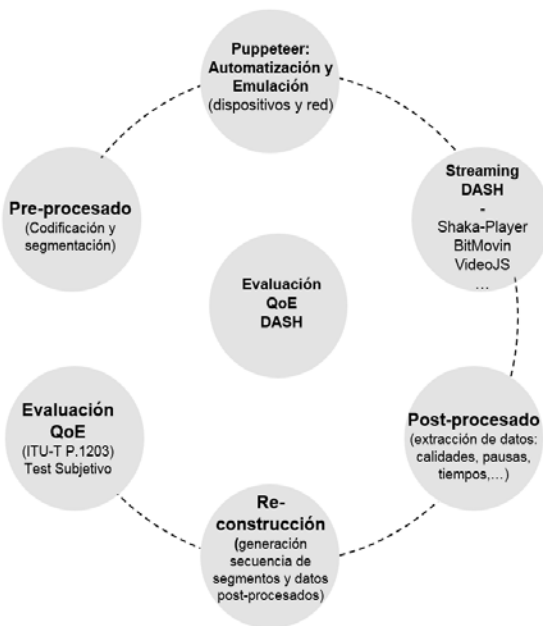 Puppeteer:
Automatización y
Emulación
(dispositivos y red)
Streaming
DASH
-
Shaka-Player
BitMovin
VideoJS
...
Pre-procesado
(Codificación y
segmentación)
Evaluación
QoE
DASH
Evaluación
QoE
(ITU-T P.1203)
Test Subjetivo
Post-procesado
(extracción de datos:
calidades, pausas,
tiempos,...)
Re-
construcción
(generación
secuencia de
segmentos y datos
post-procesados)